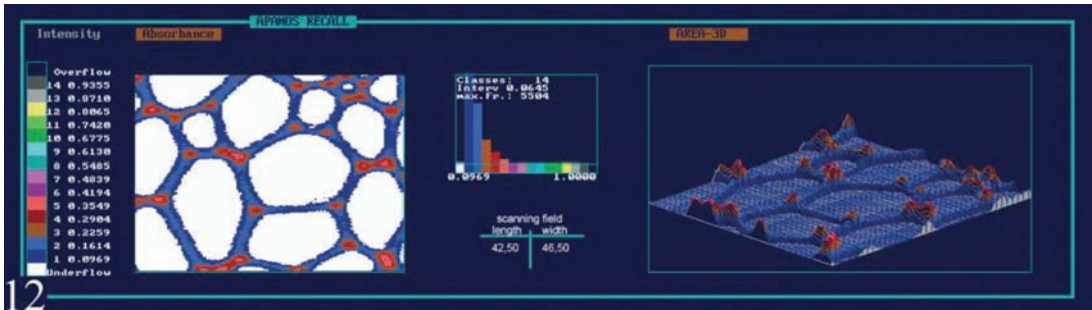 APAMOS RECALL
Intensity
Absorbance
AREA-3D
Overflow
14 0.9355
13 0.8710
12 0.8065
11 0.7420
10 0.6775
9 0.6130
8 0.5485
7 0.4839
6 0.4194
5 0.3549
4 0.2904
3 0.2259
2 0.1614
1 0.0969
Underflow
Classes: 14
Interv 0.0645
max.Fr.: 5504
0.0969 1.0000
scanning field
length width
42,50 46,50
12